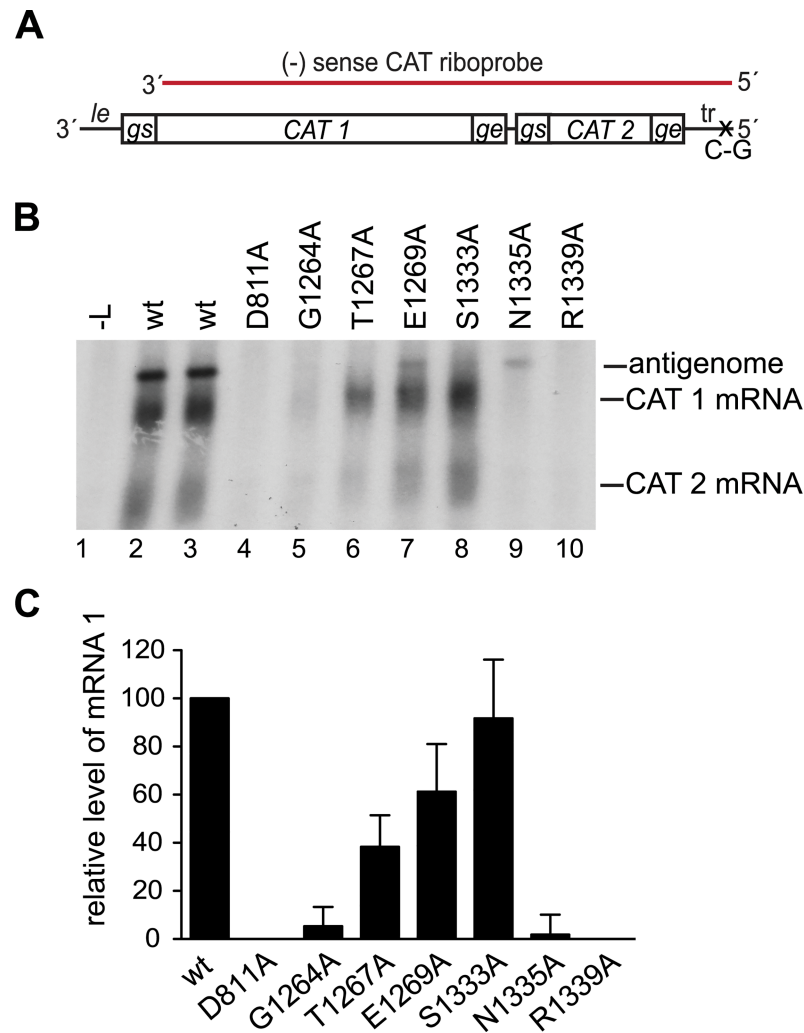 A
(-) sense CAT riboprobe
3´ 5´
3´ le gs CAT 1 ge gs CAT 2 ge tr x 5´
C-G
B
-L wt wt D811A G1264A T1267A E1269A S1333A N1335A R1339A
antigenome
CAT 1 mRNA
CAT 2 mRNA
1 2 3 4 5 6 7 8 9 10
C
relative level of mRNA 1
120
100
80
60
40
20
0
wt D811A G1264A T1267A E1269A S1333A N1335A R1339A